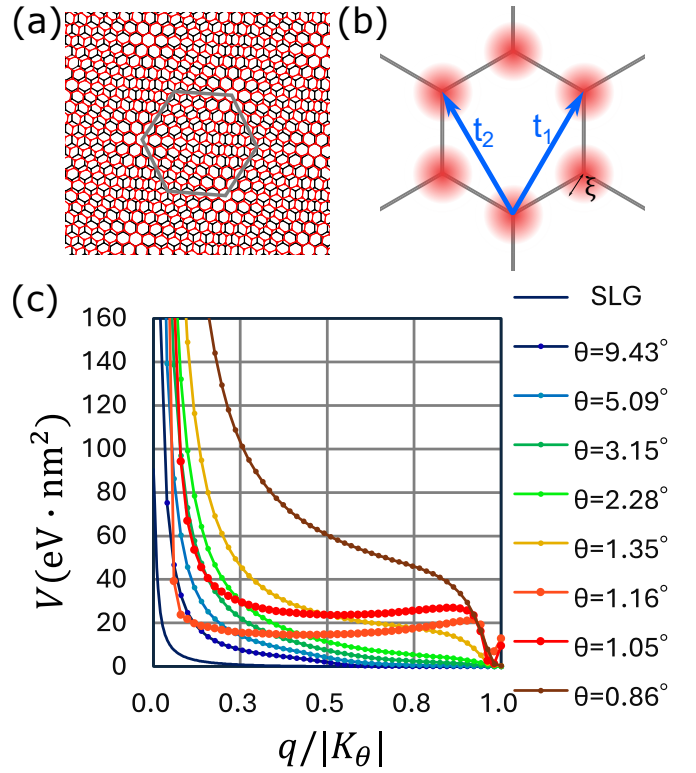 (a)
(b)
t₂
t₁
ξ
(c)
V(eV · nm²)
160
140
120
100
80
60
40
20
0
0.0
0.3
0.5
0.8
1.0
q/|K_θ|
SLG
θ=9.43°
θ=5.09°
θ=3.15°
θ=2.28°
θ=1.35°
θ=1.16°
θ=1.05°
θ=0.86°